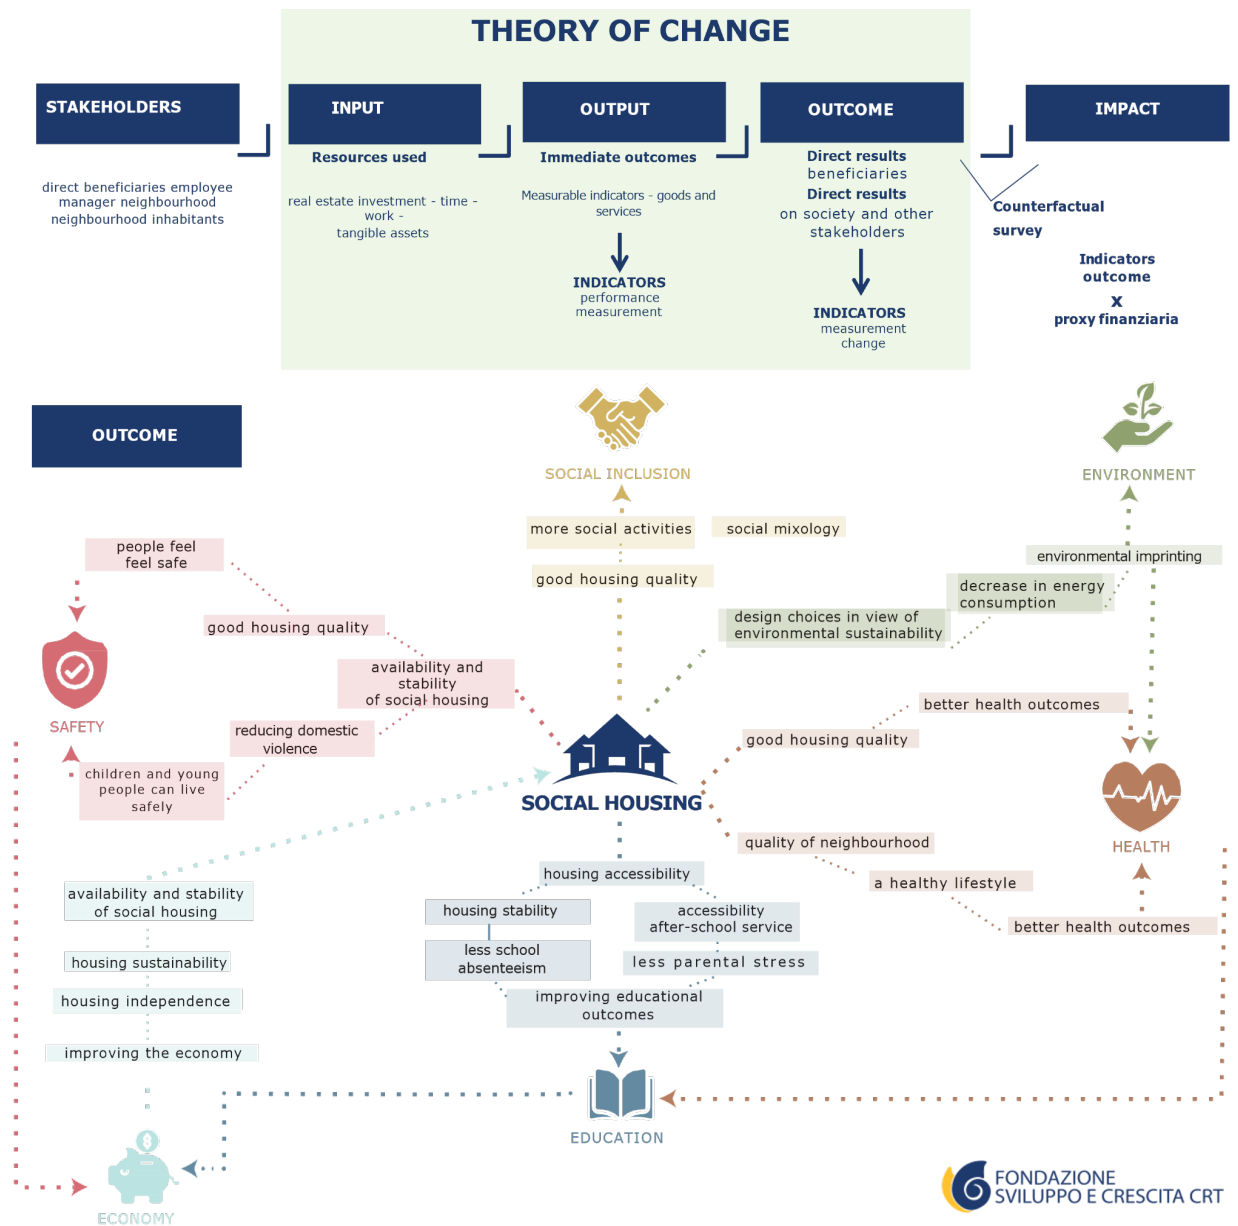 THEORY OF CHANGE
STAKEHOLDERS
direct beneficiaries employee
manager neighbourhood
neighbourhood inhabitants
INPUT
Resources used
real estate investment - time -
work -
tangible assets
OUTPUT
Immediate outcomes
Measurable indicators - goods and
services
INDICATORS
performance
measurement
OUTCOME
Direct results
beneficiaries
Direct results
on society and other
stakeholders
INDICATORS
measurement
change
IMPACT
Counterfactual
survey
Indicators
outcome
X
proxy finanziaria
OUTCOME
SOCIAL INCLUSION
more social activities
social mixology
good housing quality
ENVIRONMENT
environmental imprinting
decrease in energy
consumption
design choices in view of
environmental sustainability
people feel
feel safe
good housing quality
availability and
stability
of social housing
SAFETY
reducing domestic
violence
children and young
people can live
safely
SOCIAL HOUSING
better health outcomes
good housing quality
HEALTH
quality of neighbourhood
a healthy lifestyle
better health outcomes
availability and stability
of social housing
housing sustainability
housing independence
improving the economy
ECONOMY
housing accessibility
housing stability
less school
absenteeism
accessibility
after-school service
less parental stress
improving educational
outcomes
EDUCATION
FONDAZIONE
SVILUPPO E CRESCITA CRT